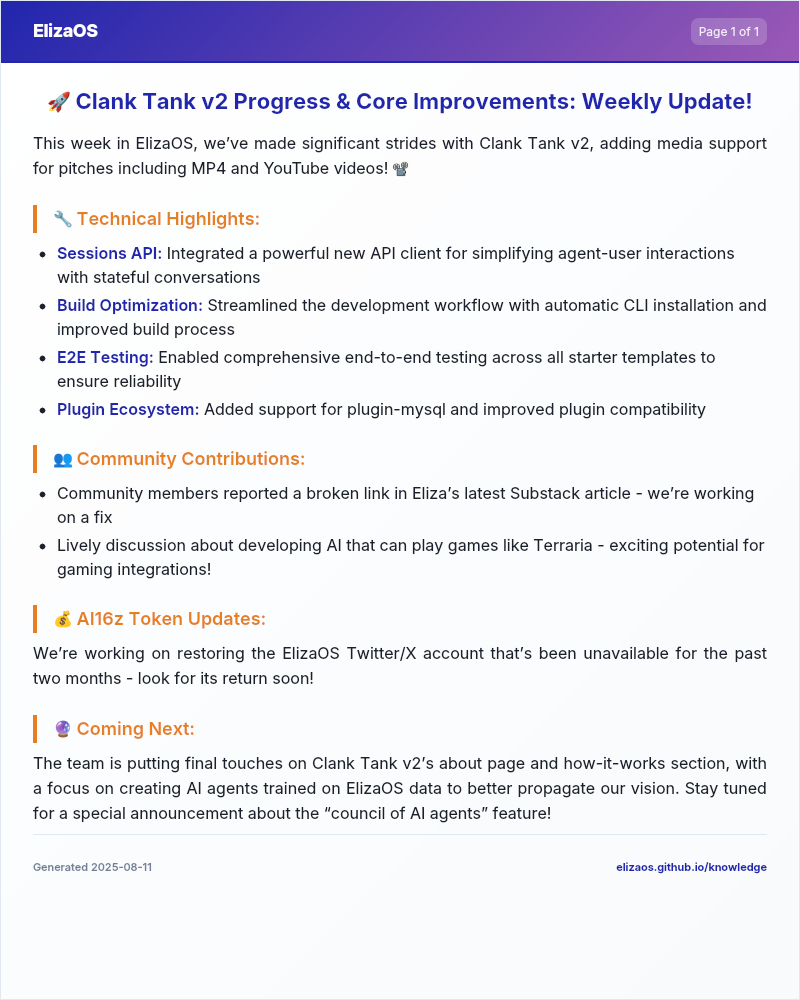 ElizaOS
Page 1 of 1
🚀 Clank Tank v2 Progress & Core Improvements: Weekly Update!
This week in ElizaOS, we’ve made significant strides with Clank Tank v2, adding media support
for pitches including MP4 and YouTube videos! 📽️
🔧 Technical Highlights:
• Sessions API: Integrated a powerful new API client for simplifying agent-user interactions
with stateful conversations
• Build Optimization: Streamlined the development workflow with automatic CLI installation and
improved build process
• E2E Testing: Enabled comprehensive end-to-end testing across all starter templates to
ensure reliability
• Plugin Ecosystem: Added support for plugin-mysql and improved plugin compatibility
👥 Community Contributions:
• Community members reported a broken link in Eliza’s latest Substack article - we’re working
on a fix
• Lively discussion about developing AI that can play games like Terraria - exciting potential for
gaming integrations!
💰 AI16z Token Updates:
We’re working on restoring the ElizaOS Twitter/X account that’s been unavailable for the past
two months - look for its return soon!
🔮 Coming Next:
The team is putting final touches on Clank Tank v2’s about page and how-it-works section, with
a focus on creating AI agents trained on ElizaOS data to better propagate our vision. Stay tuned
for a special announcement about the “council of AI agents” feature!
Generated 2025-08-11
elizaos.github.io/knowledge